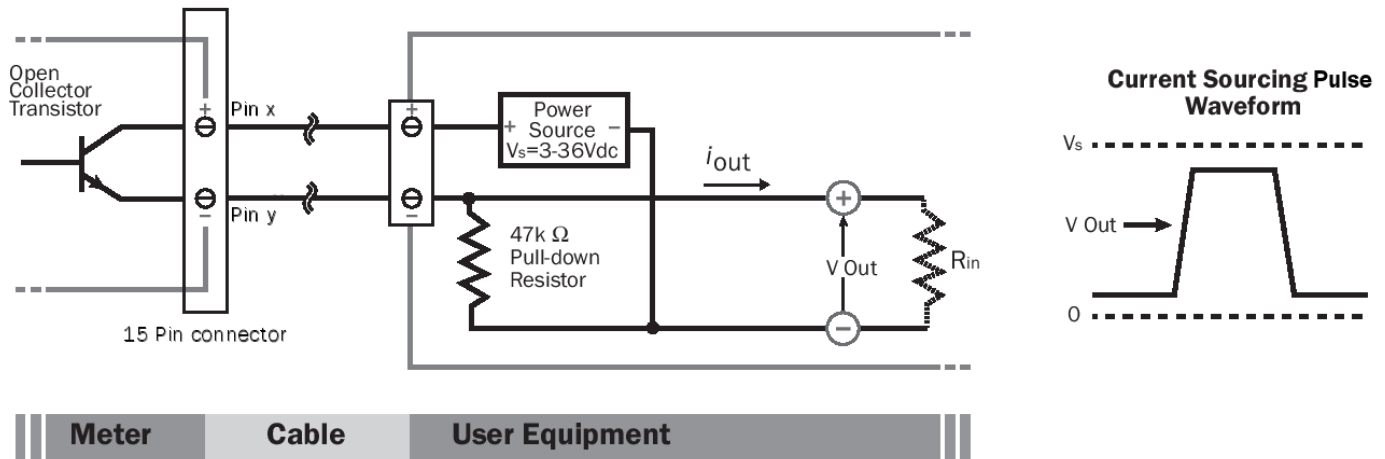 Open
Collector
Transistor
+
Pin x
−
Pin y
15 Pin connector
+
−
+ Power −
Source
Vs=3-36Vdc
iout
47k Ω
Pull-down
Resistor
+
V Out
−
Rin
Current Sourcing Pulse
Waveform
Vs
V Out
0
Meter
Cable
User Equipment